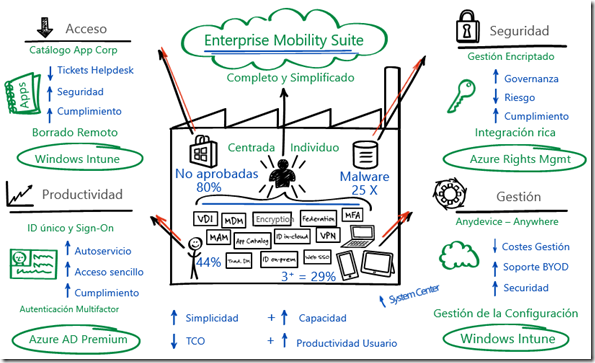 Acceso
Catálogo App Corp
Apps
Tickets Helpdesk
Seguridad
Cumplimiento
Borrado Remoto
Windows Intune
Enterprise Mobility Suite
Completo y Simplificado
Seguridad
Gestión Encriptado
Governanza
Riesgo
Cumplimiento
Integración rica
Azure Rights Mgmt
Centrada Individuo
No aprobadas
80%
Malware
25 X
VDI
MDM
Encryption
Federation
MFA
MAM
App Catalog
ID in-cloud
VPN
ID on-prem
Web SSO
44%
3⁺ = 29%
Productividad
ID único y Sign-On
Autoservicio
Acceso sencillo
Cumplimiento
Autenticación Multifactor
Azure AD Premium
Gestión
Anydevice – Anywhere
Costes Gestión
Soporte BYOD
Securidad
Gestión de la Configuración
Windows Intune
System Center
Simplicidad + Capacidad
TCO + Productividad Usuario